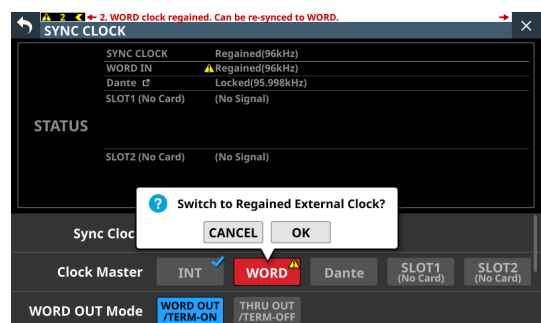 2 2. WORD clock regained. Can be re-synced to WORD.
SYNC CLOCK
SYNC CLOCK Regained(96kHz)
WORD IN Regained(96kHz)
Dante Locked(95.998kHz)
SLOT1 (No Card) (No Signal)
STATUS
SLOT2 (No Card) (No Signal)
Switch to Regained External Clock?
CANCEL OK
Sync Cloc
Clock Master INT WORD Dante SLOT1 (No Card) SLOT2 (No Card)
WORD OUT Mode WORD OUT /TERM-ON THRU OUT /TERM-OFF